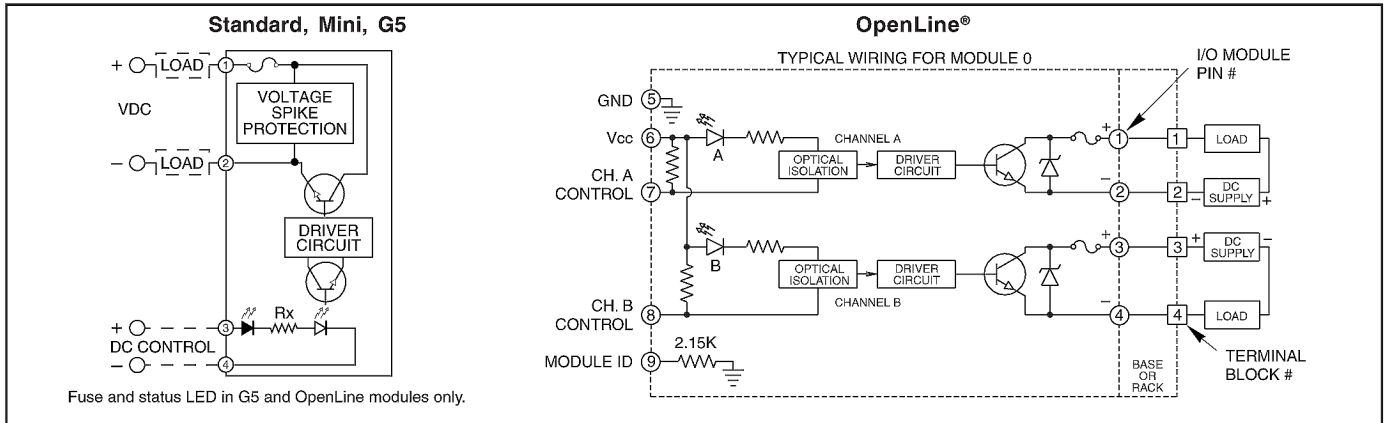 Standard, Mini, G5
+ LOAD 1
VDC
VOLTAGE
SPIKE
PROTECTION
− LOAD 2
DRIVER
CIRCUIT
Rx
+ 3
DC CONTROL
− 4
Fuse and status LED in G5 and OpenLine modules only.
OpenLine®
TYPICAL WIRING FOR MODULE 0
I/O MODULE
PIN #
GND 5
Vcc 6
A
CHANNEL A
OPTICAL
ISOLATION
DRIVER
CIRCUIT
+ 1 1 LOAD
CH. A
CONTROL 7
− 2 2 − DC
SUPPLY +
B
OPTICAL
ISOLATION
DRIVER
CIRCUIT
CHANNEL B
+ 3 3 + DC
SUPPLY −
CH. B
CONTROL 8
− 4 4 LOAD
MODULE ID 9 2.15K
BASE
OR
RACK
TERMINAL
BLOCK #